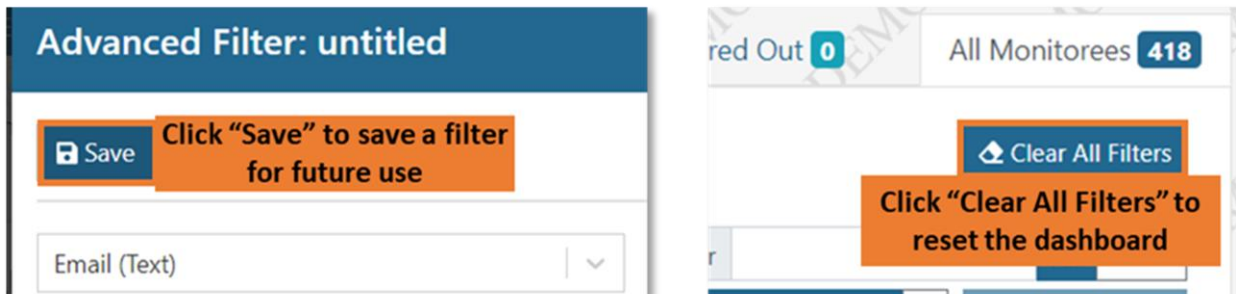 Advanced Filter: untitled
Save
Click “Save” to save a filter
for future use
Email (Text)
red Out 0
All Monitorees 418
Clear All Filters
Click “Clear All Filters” to
reset the dashboard
r
DEMO